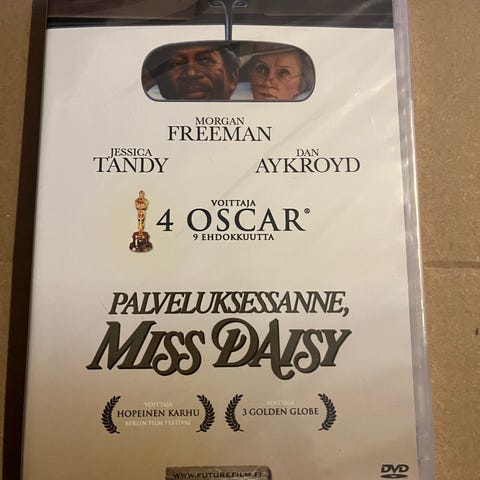 MORGAN
FREEMAN
JESSICA
TANDY
DAN
AYKROYD
VOITTAJA
4 OSCAR®
9 EHDOKKUUTTA
PALVELUKSESSANNE,
MISS DAISY
VOITTAJA
HOPEINEN KARHU
BERLIN FILM FESTIVAL
VOITTAJA
3 GOLDEN GLOBE
WWW.FUTUREFILM.FI
DVD